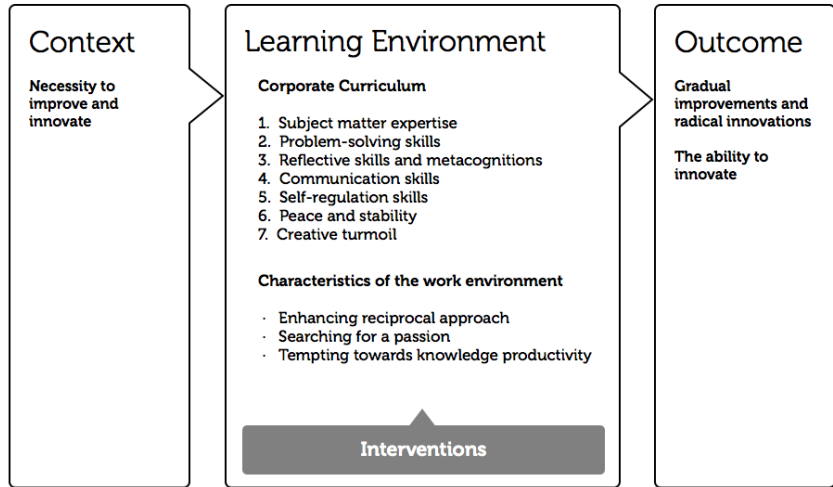 Context
Necessity to
improve and
innovate
Learning Environment
Corporate Curriculum
1. Subject matter expertise
2. Problem-solving skills
3. Reflective skills and metacognitions
4. Communication skills
5. Self-regulation skills
6. Peace and stability
7. Creative turmoil
Characteristics of the work environment
· Enhancing reciprocal approach
· Searching for a passion
· Tempting towards knowledge productivity
Interventions
Outcome
Gradual
improvements and
radical innovations
The ability to
innovate